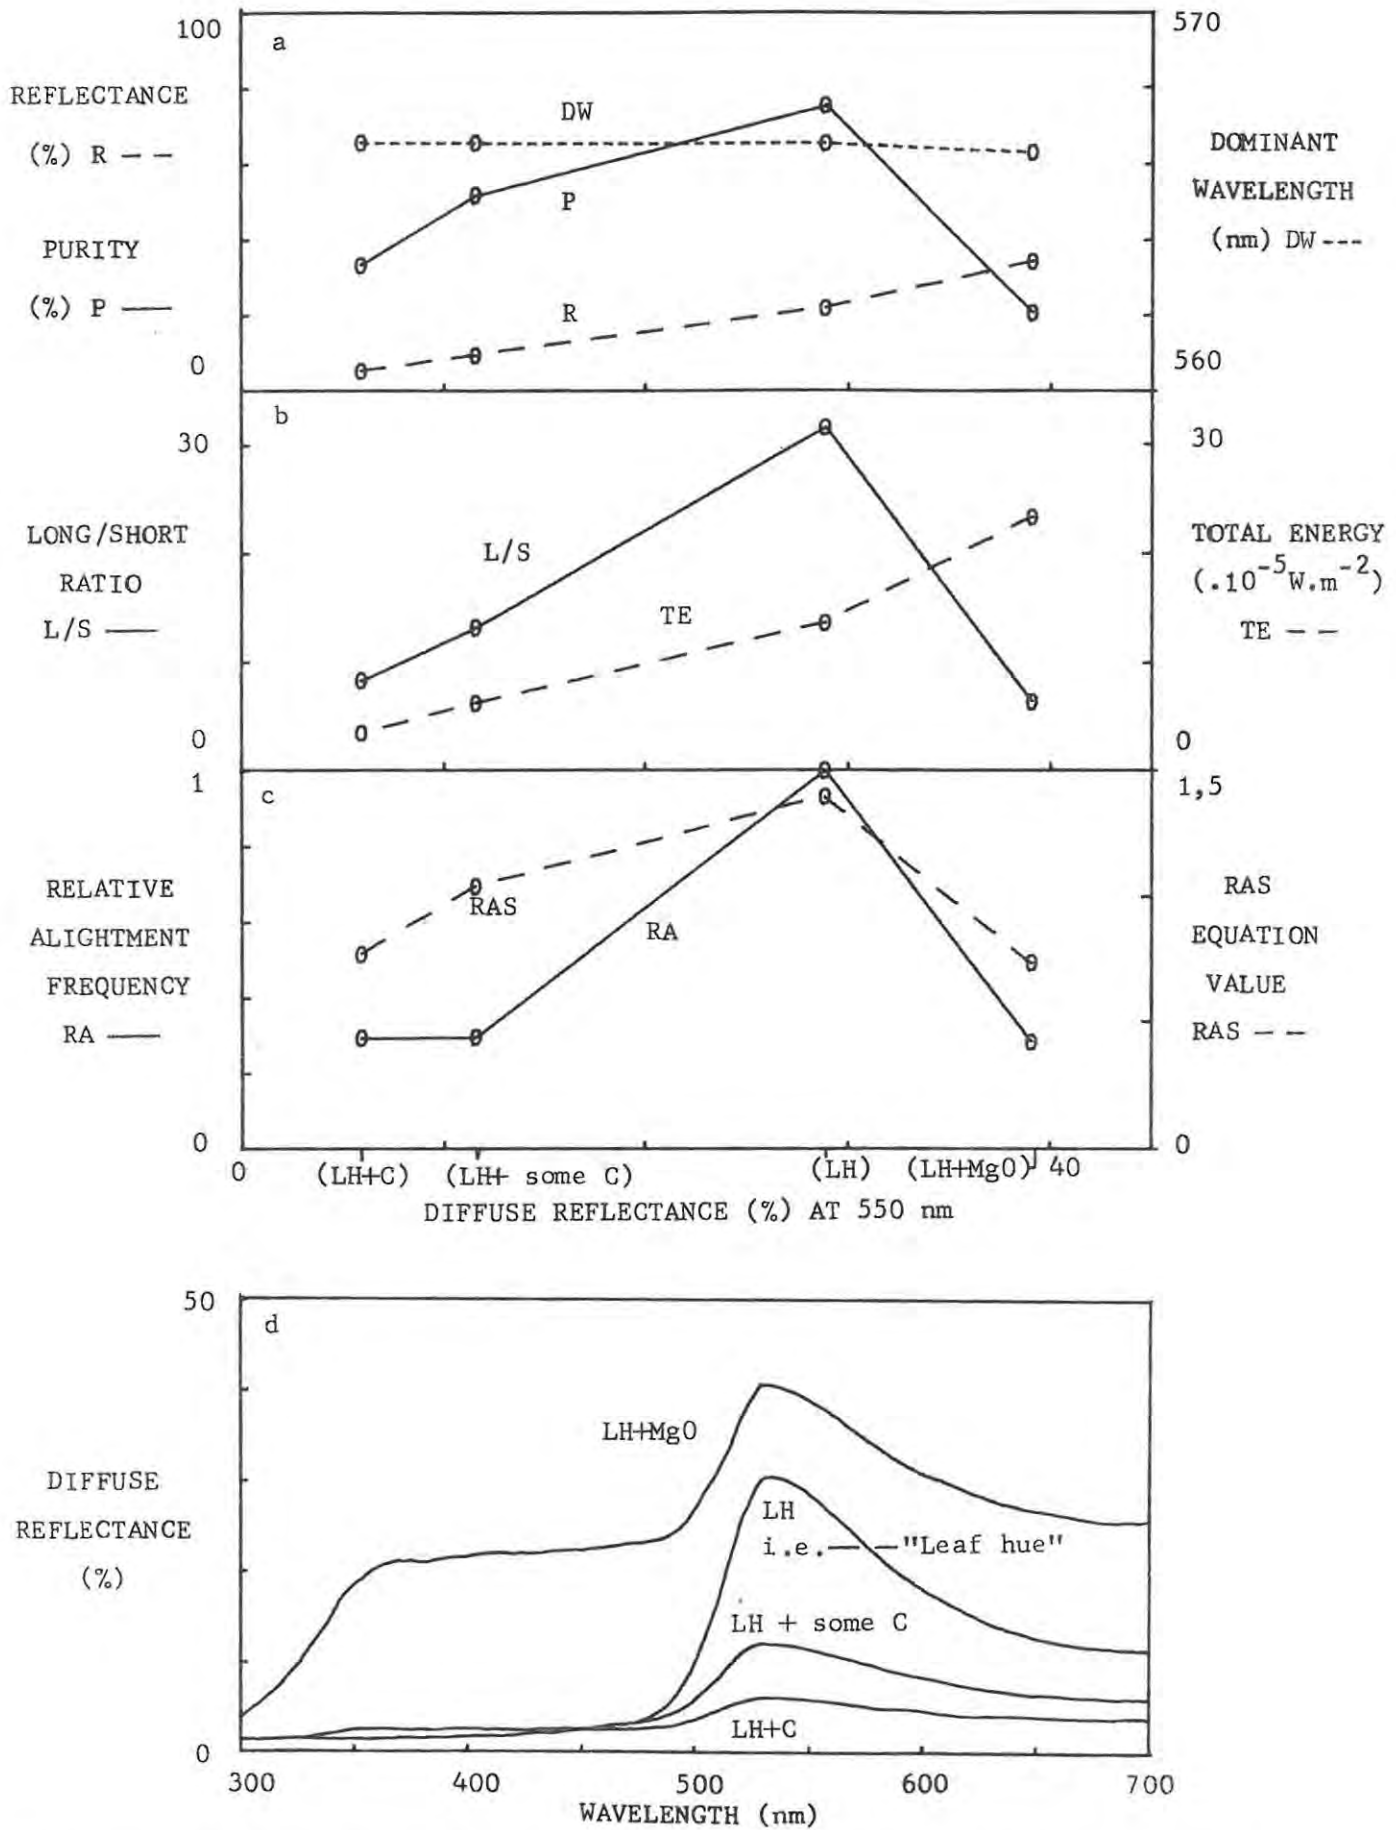 100
a
570
REFLECTANCE
(%) R — —
PURITY
(%) P ——
0
DW
P
R
DOMINANT
WAVELENGTH
(nm) DW ---
560
b
30
30
LONG/SHORT
RATIO
L/S ——
0
L/S
TE
TOTAL ENERGY
(.10-5W.m-2)
TE — —
0
1
c
1,5
RELATIVE
ALIGHTMENT
FREQUENCY
RA ——
0
RAS
RA
RAS
EQUATION
VALUE
RAS — —
0
0 (LH+C) (LH+ some C) (LH) (LH+MgO) 40
DIFFUSE REFLECTANCE (%) AT 550 nm
50
d
DIFFUSE
REFLECTANCE
(%)
0
LH+MgO
LH
i.e.— —"Leaf hue"
LH + some C
LH+C
300 400 500 600 700
WAVELENGTH (nm)